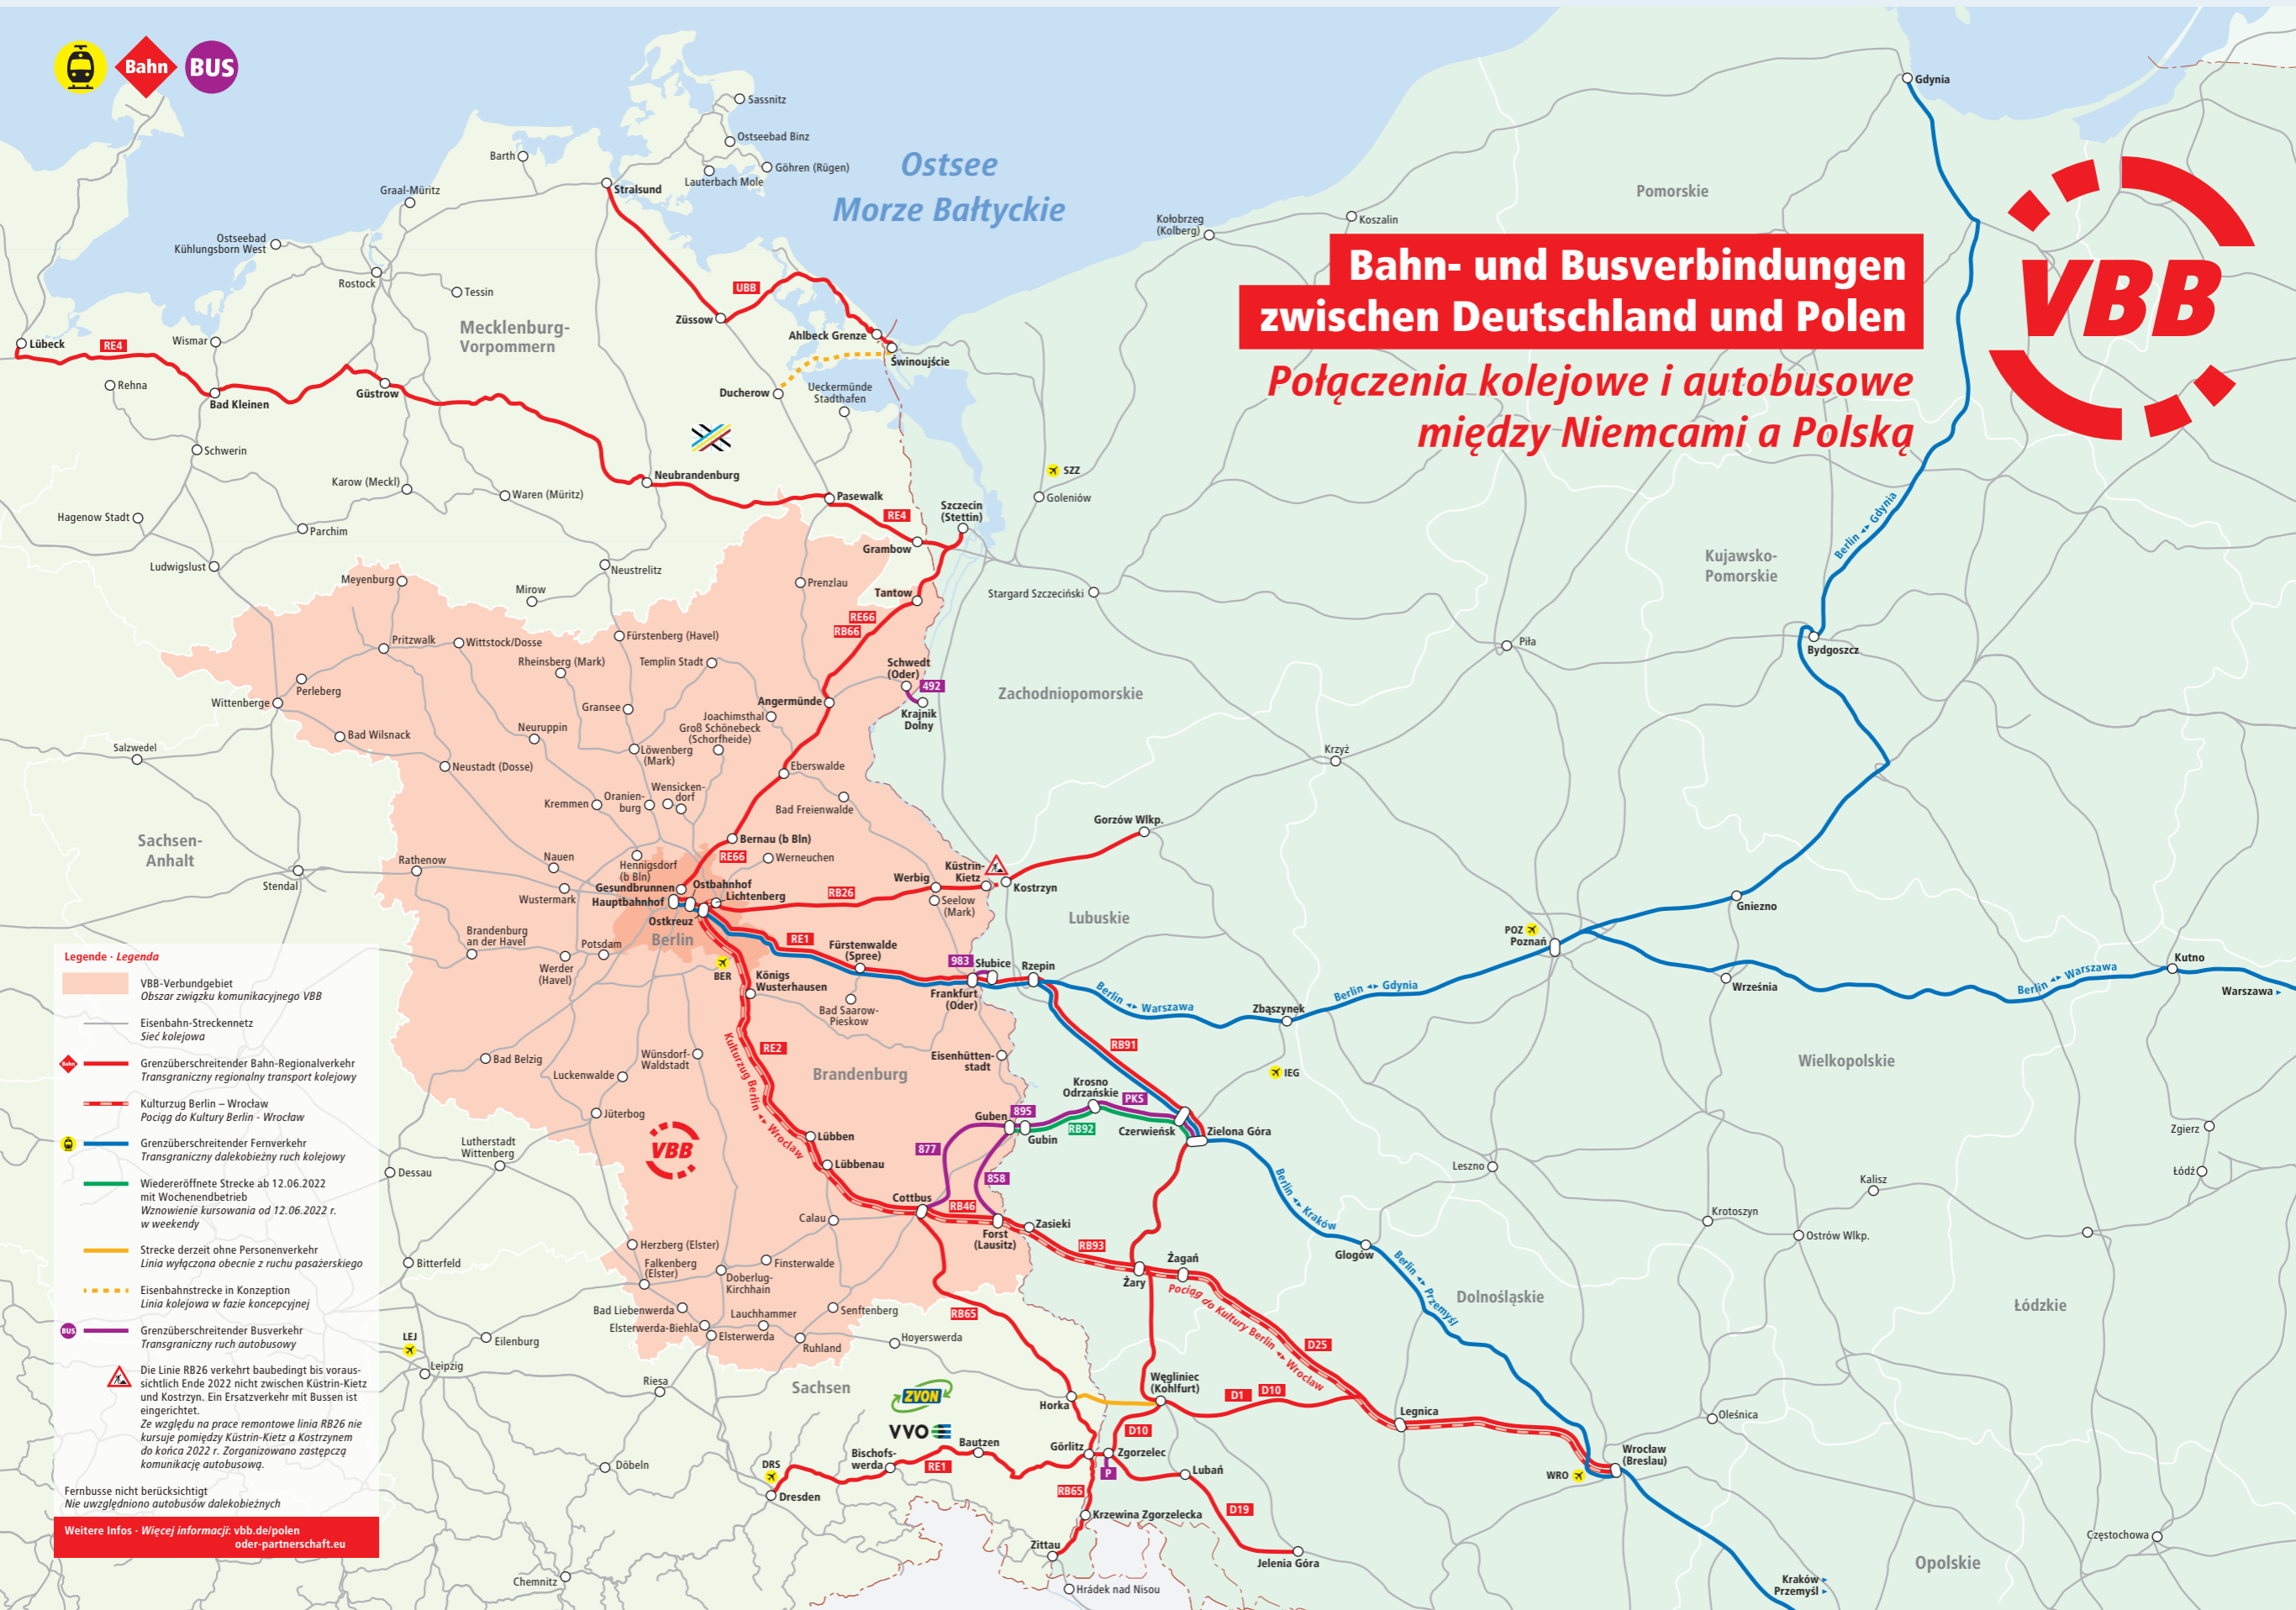 Bahn
BUS
Bahn- und Busverbindungen
zwischen Deutschland und Polen
Połączenia kolejowe i autobusowe
między Niemcami a Polską
VBB
Ostsee
Morze Bałtyckie
Gdynia
Sassnitz
Ostseebad Binz
Göhren (Rügen)
Lauterbach Mole
Barth
Stralsund
Graal-Müritz
Ostseebad
Kühlungsborn West
Rostock
Tessin
Pomorskie
Kołobrzeg
(Kolberg)
Koszalin
Mecklenburg-
Vorpommern
UBB
Züssow
Ahlbeck Grenze
Świnoujście
Lübeck
RE4
Wismar
Rehna
Bad Kleinen
Güstrow
Ducherow
Ueckermünde
Stadthafen
Schwerin
Karow (Meckl)
Waren (Müritz)
Neubrandenburg
Pasewalk
RE4
Szczecin
(Stettin)
SZZ
Goleniów
Hagenow Stadt
Parchim
Grambow
Berlin ◄► Gdynia
Kujawsko-
Pomorskie
Ludwigslust
Meyenburg
Neustrelitz
Mirow
Prenzlau
Tantow
Stargard Szczeciński
RE66
RB66
Pritzwalk
Wittstock/Dosse
Fürstenberg (Havel)
Rheinsberg (Mark)
Templin Stadt
Schwedt
(Oder)
492
Krajnik
Dolny
Zachodniopomorskie
Piła
Bydgoszcz
Perleberg
Wittenberge
Gransee
Angermünde
Joachimsthal
Groß Schönebeck
(Schorfheide)
Bad Wilsnack
Neuruppin
Löwenberg
(Mark)
Salzwedel
Neustadt (Dosse)
Eberswalde
Krzyż
Kremmen
Oranien-
burg
Wensicken-
dorf
Bad Freienwalde
Gorzów Wlkp.
Sachsen-
Anhalt
Bernau (b Bln)
RE66
Werneuchen
Rathenow
Nauen
Hennigsdorf
(b Bln)
Stendal
Wustermark
Gesundbrunnen
Ostbahnhof
Lichtenberg
Hauptbahnhof
Ostkreuz
Berlin
RB26
Werbig
Küstrin-
Kietz
Kostrzyn
Seelow
(Mark)
Lubuskie
Gniezno
POZ
Poznań
Brandenburg
an der Havel
Potsdam
Werder
(Havel)
BER
RE1
Fürstenwalde
(Spree)
983
Słubice
Rzepin
Frankfurt
(Oder)
Königs
Wusterhausen
Bad Saarow-
Pieskow
Berlin ◄► Warszawa
Zbąszynek
Berlin ◄► Gdynia
Września
Berlin ◄► Warszawa
Kutno
Warszawa ►
Bad Belzig
Wünsdorf-
Waldstadt
Luckenwalde
RE2
Kulturzug Berlin ◄► Wrocław
Brandenburg
Eisenhütten-
stadt
RB91
IEG
Wielkopolskie
Jüterbog
Krosno
Odrzańskie
PKS
Guben
895
Gubin
RB92
Czerwieńsk
Zielona Góra
Zgierz
Łódź
Lutherstadt
Wittenberg
VBB
Lübben
Lübbenau
877
858
Dessau
Leszno
Kalisz
Berlin ◄► Kraków
Cottbus
RB46
Calau
Zasieki
Forst
(Lausitz)
RB93
Krotoszyn
Ostrów Wlkp.
Herzberg (Elster)
Falkenberg
(Elster)
Finsterwalde
Doberlug-
Kirchhain
Bitterfeld
Żary
Żagań
Glogów
Berlin ◄► Przemyśl
Pociąg do Kultury Berlin ◄► Wrocław
Dolnośląskie
Łódzkie
Bad Liebenwerda
Lauchhammer
Senftenberg
RB65
Elsterwerda-Biehla
Elsterwerda
Ruhland
Hoyerswerda
D25
LEJ
Eilenburg
Leipzig
Riesa
Sachsen
ZVON
VVO
Horka
Węgliniec
(Kohlfurt)
D1
D10
Legnica
Oleśnica
D10
Görlitz
Zgorzelec
P
Lubań
Bautzen
Bischofs-
werda
RE1
DRS
Dresden
Döbeln
RB65
Krzewina Zgorzelecka
D19
WRO
Wrocław
(Breslau)
Zittau
Jelenia Góra
Hrádek nad Nisou
Chemnitz
Częstochowa
Opolskie
Kraków ►
Przemyśl ►
Legende · Legenda
VBB-Verbundgebiet
Obszar związku komunikacyjnego VBB
Eisenbahn-Streckennetz
Sieć kolejowa
Bahn
Grenzüberschreitender Bahn-Regionalverkehr
Transgraniczny regionalny transport kolejowy
Kulturzug Berlin – Wrocław
Pociąg do Kultury Berlin - Wrocław
Grenzüberschreitender Fernverkehr
Transgraniczny dalekobieżny ruch kolejowy
Wiedereröffnete Strecke ab 12.06.2022
mit Wochenendbetrieb
Wznowienie kursowania od 12.06.2022 r.
w weekendy
Strecke derzeit ohne Personenverkehr
Linia wyłączona obecnie z ruchu pasażerskiego
Eisenbahnstrecke in Konzeption
Linia kolejowa w fazie koncepcyjnej
BUS
Grenzüberschreitender Busverkehr
Transgraniczny ruch autobusowy
Die Linie RB26 verkehrt baubedingt bis voraus-
sichtlich Ende 2022 nicht zwischen Küstrin-Kietz
und Kostrzyn. Ein Ersatzverkehr mit Bussen ist
eingerichtet.
Ze względu na prace remontowe linia RB26 nie
kursuje pomiędzy Küstrin-Kietz a Kostrzynem
do końca 2022 r. Zorganizowano zastępczą
komunikację autobusową.
Fernbusse nicht berücksichtigt
Nie uwzględniono autobusów dalekobieżnych
Weitere Infos · Więcej informacji: vbb.de/polen
oder-partnerschaft.eu